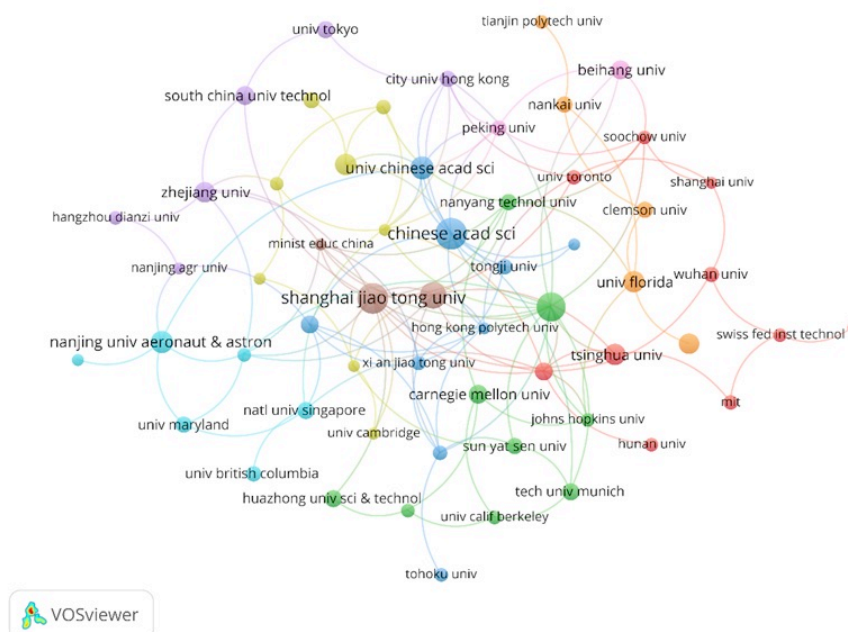 tianjin polytech univ
univ tokyo
beihang univ
city univ hong kong
south china univ technol
nankai univ
peking univ
soochow univ
univ chinese acad sci
univ toronto
shanghai univ
zhejiang univ
nanyang technol univ
clemson univ
hangzhou dianzi univ
chinese acad sci
minist educ china
nanjing agr univ
tongji univ
wuhan univ
univ florida
shanghai jiao tong univ
hong kong polytech univ
swiss fed inst technol
nanjing univ aeronaut & astron
tsinghua univ
xi an jiao tong univ
carnegie mellon univ
mit
natl univ singapore
johns hopkins univ
univ maryland
univ cambridge
hunan univ
sun yat sen univ
univ british columbia
tech univ munich
huazhong univ sci & technol
univ calif berkeley
tohoku univ
VOSviewer